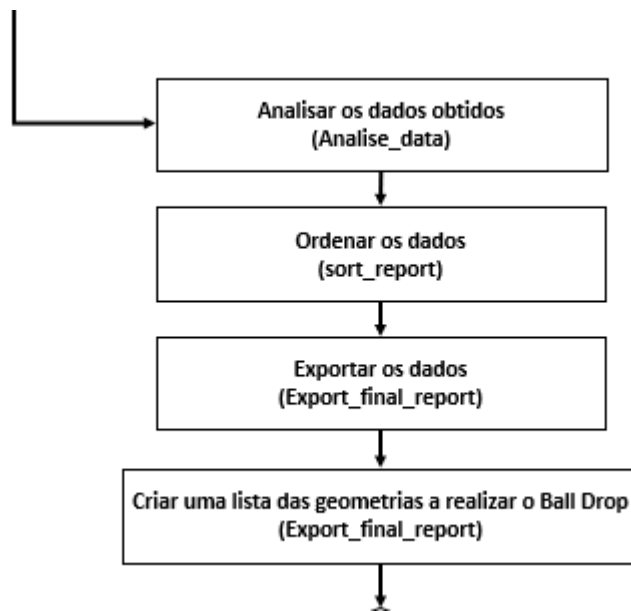 Analisar os dados obtidos
(Analise_data)
Ordenar os dados
(sort_report)
Exportar os dados
(Export_final_report)
Criar uma lista das geometrias a realizar o Ball Drop
(Export_final_report)